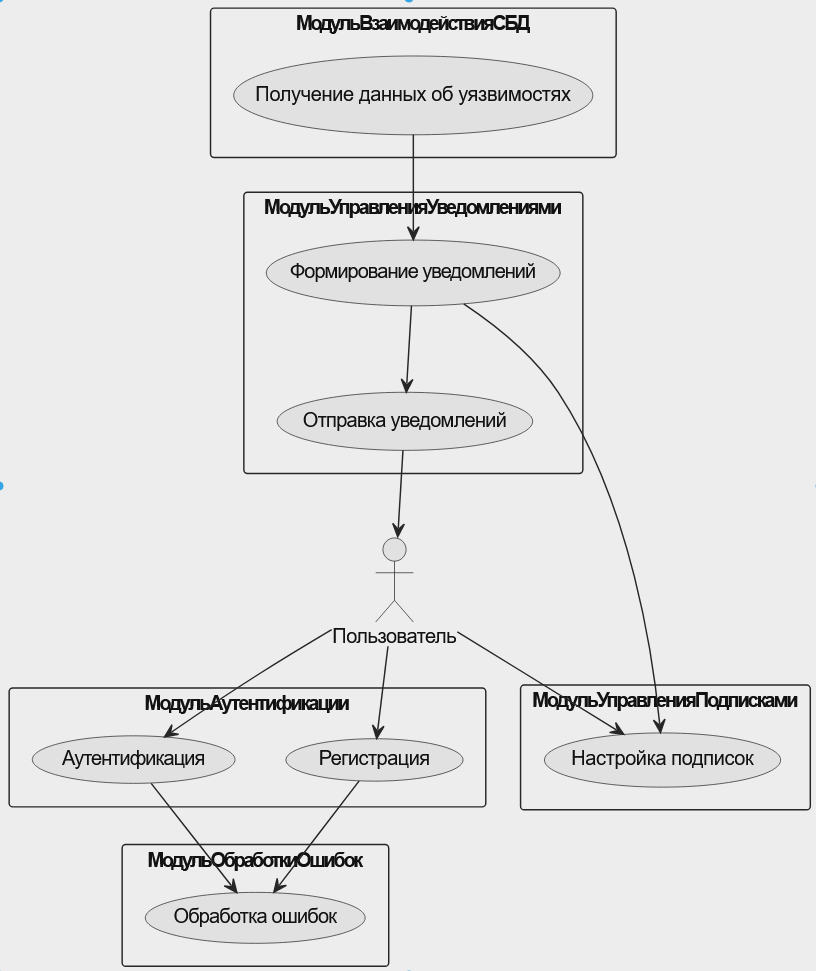 МодульВзаимодействияСБД
Получение данных об уязвимостях
МодульУправленияУведомлениями
Формирование уведомлений
Отправка уведомлений
Пользователь
МодульАутентификации
Аутентификация
Регистрация
МодульУправленияПодписками
Настройка подписок
МодульОбработкиОшибок
Обработка ошибок